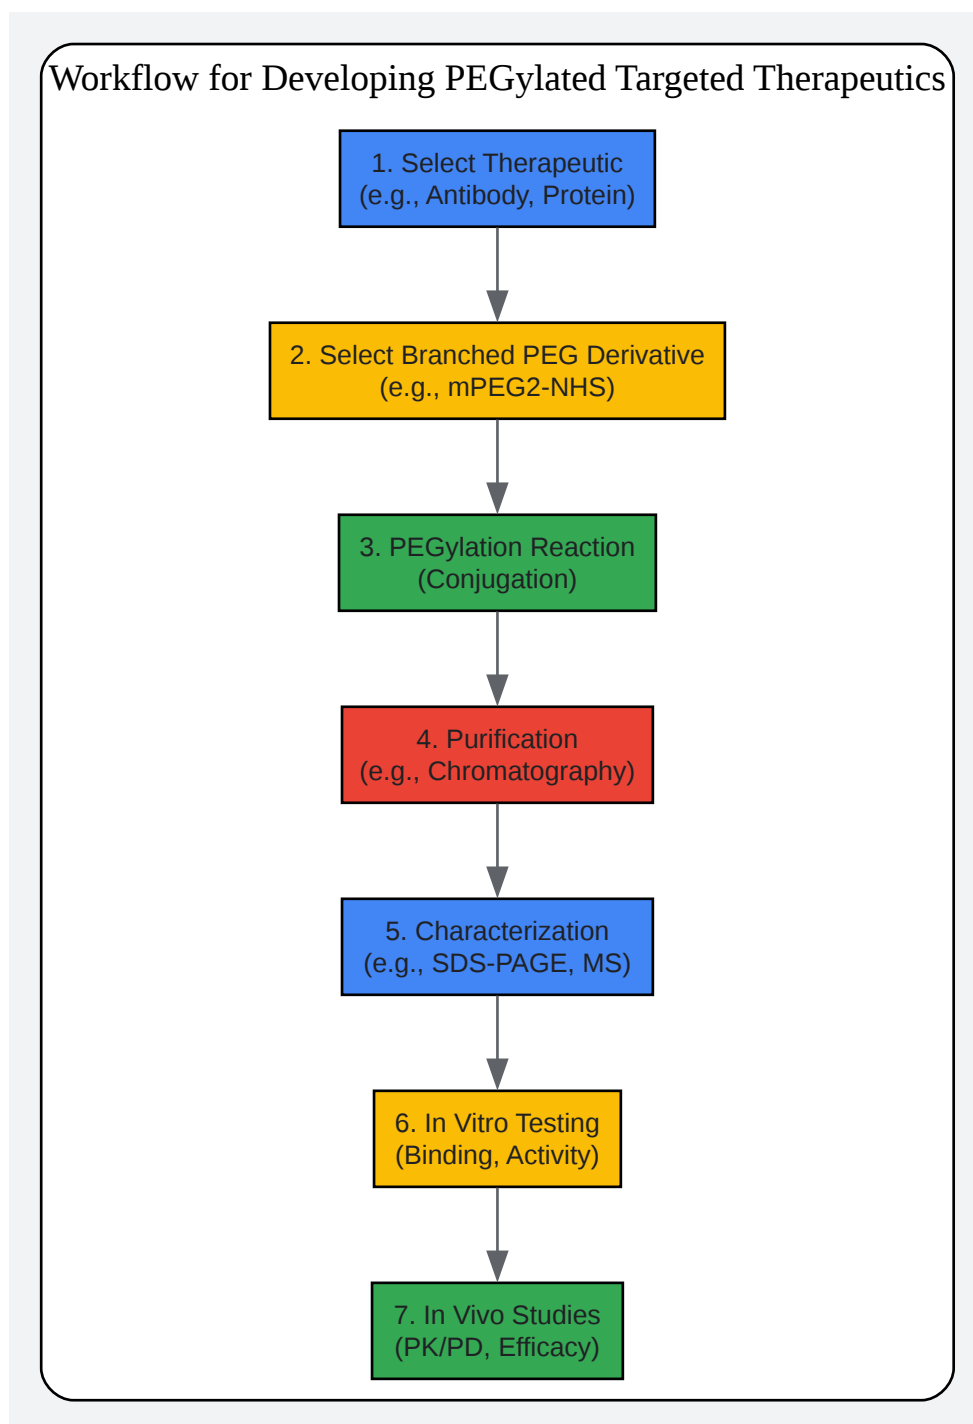 Workflow for Developing PEGylated Targeted Therapeutics
1. Select Therapeutic
(e.g., Antibody, Protein)
2. Select Branched PEG Derivative
(e.g., mPEG2-NHS)
3. PEGylation Reaction
(Conjugation)
4. Purification
(e.g., Chromatography)
5. Characterization
(e.g., SDS-PAGE, MS)
6. In Vitro Testing
(Binding, Activity)
7. In Vivo Studies
(PK/PD, Efficacy)